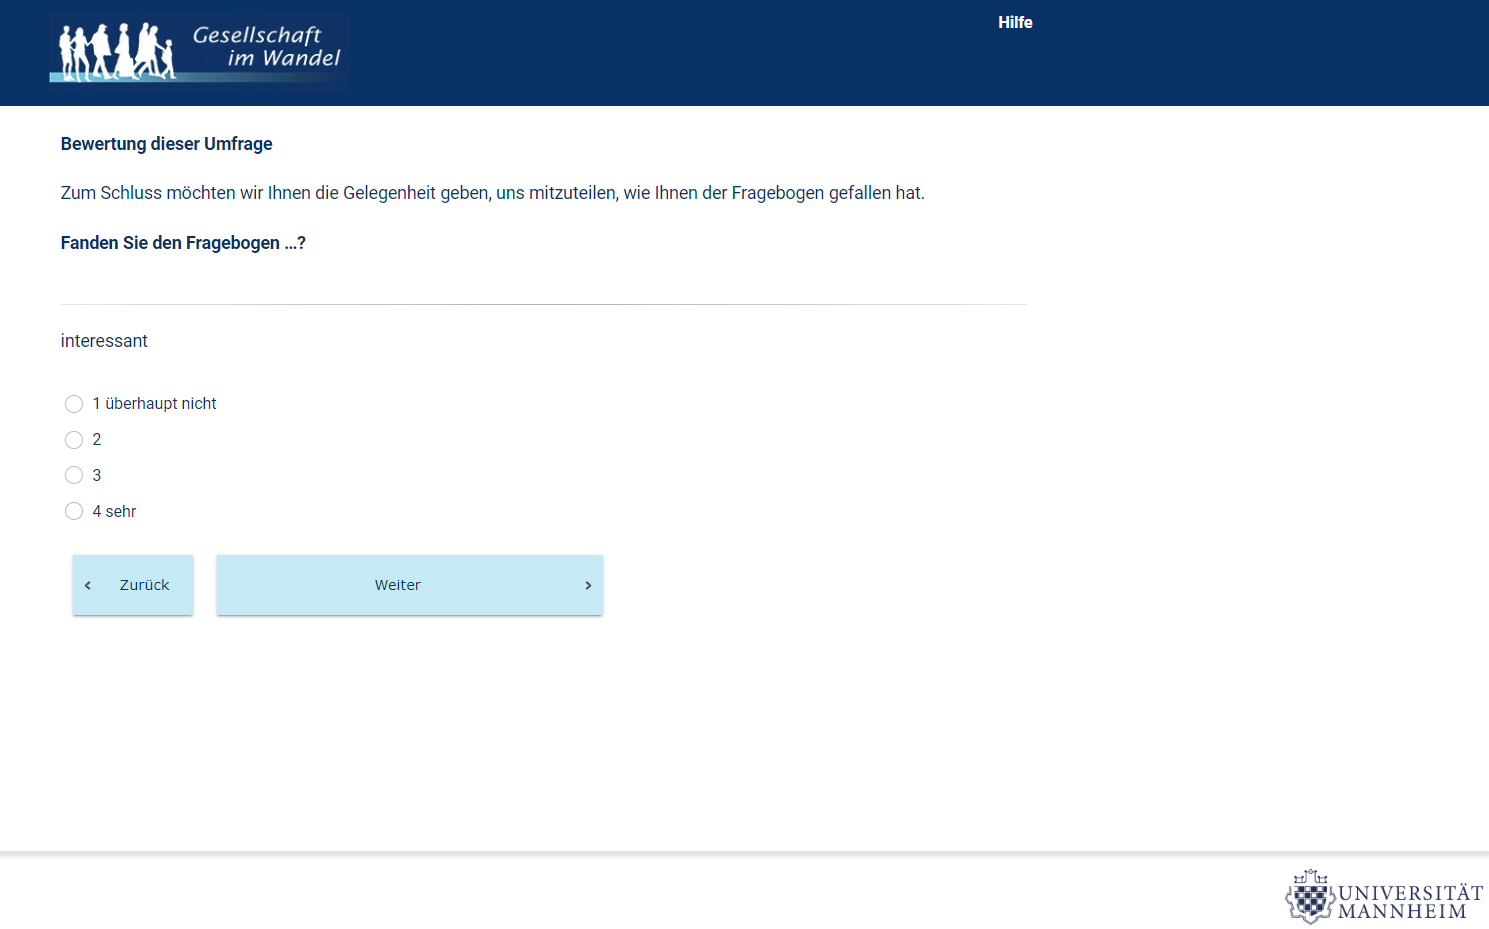 Gesellschaft
im Wandel
Hilfe
Bewertung dieser Umfrage
Zum Schluss möchten wir Ihnen die Gelegenheit geben, uns mitzuteilen, wie Ihnen der Fragebogen gefallen hat.
Fanden Sie den Fragebogen ...?
interessant
1 überhaupt nicht
2
3
4 sehr
Zurück
Weiter
UNIVERSITÄT
MANNHEIM